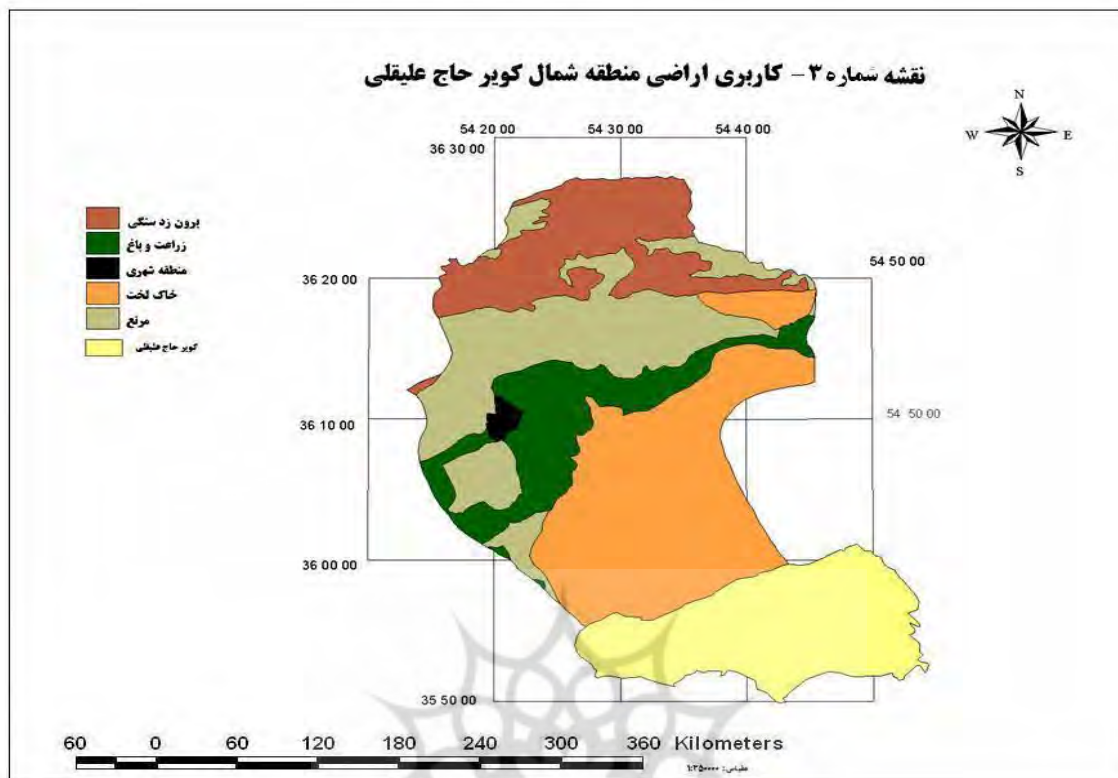 نقشه شماره ۳- کاربری اراضی منطقه شمال کویر حاج علیقلی
N
W E
S
54 20 00 54 30 00 54 40 00
36 30 00
54 50 00
36 20 00
54 50 00
36 10 00
36 00 00
35 50 00
برون زد سنگی
زراعت و باغ
منطقه شهری
خاک لخت
مرتع
کویر حاج علیقلی
60 0 60 120 180 240 300 360 Kilometers
مقیاس: ۱:۳۵۰۰۰۰